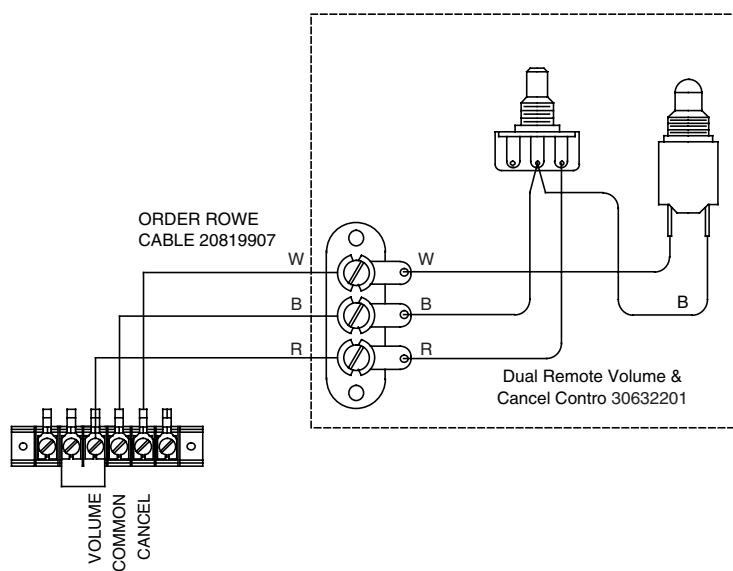 ORDER ROWE
CABLE 20819907
W
W
B
B
B
R
R
Dual Remote Volume &
Cancel Contro 30632201
VOLUME
COMMON
CANCEL